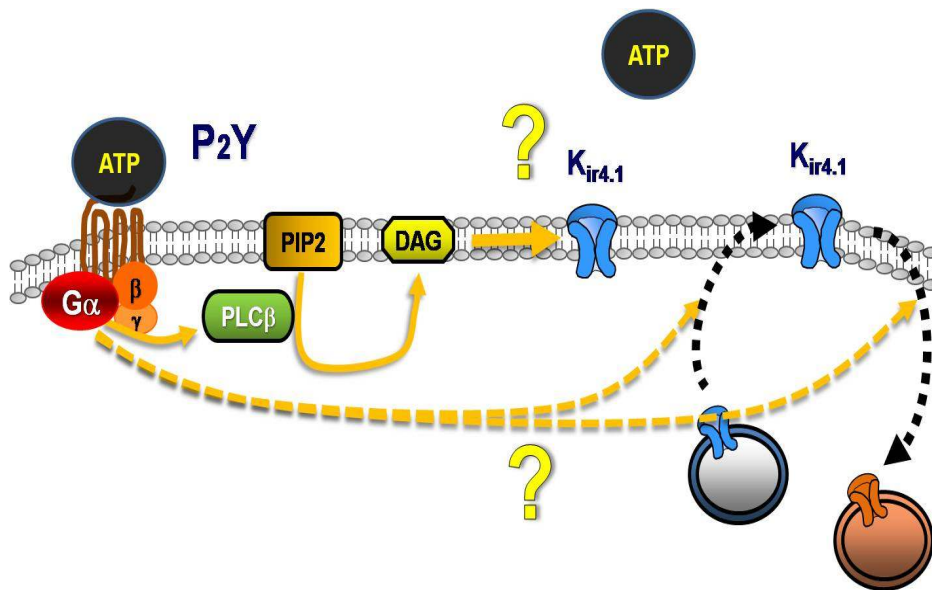 ATP
?
ATP
P₂Y
Kir4.1
Kir4.1
PIP2
DAG
Gα
β
γ
PLCβ
?